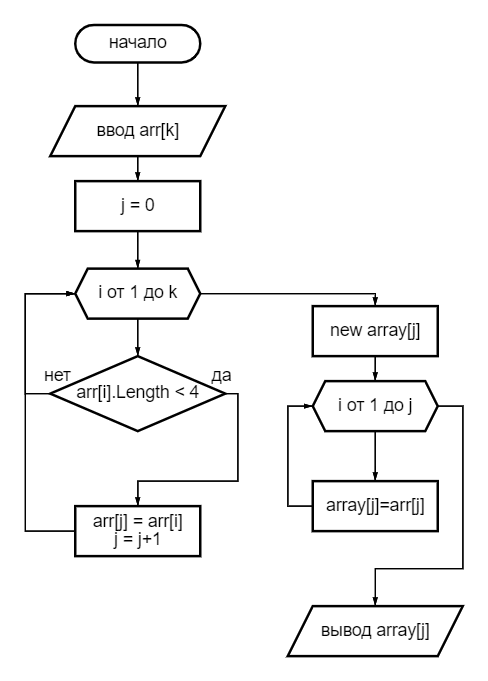 начало
ввод arr[k]
j = 0
i от 1 до k
нет
да
arr[i].Length < 4
arr[j] = arr[i]
j = j+1
new array[j]
i от 1 до j
array[j]=arr[j]
вывод array[j]